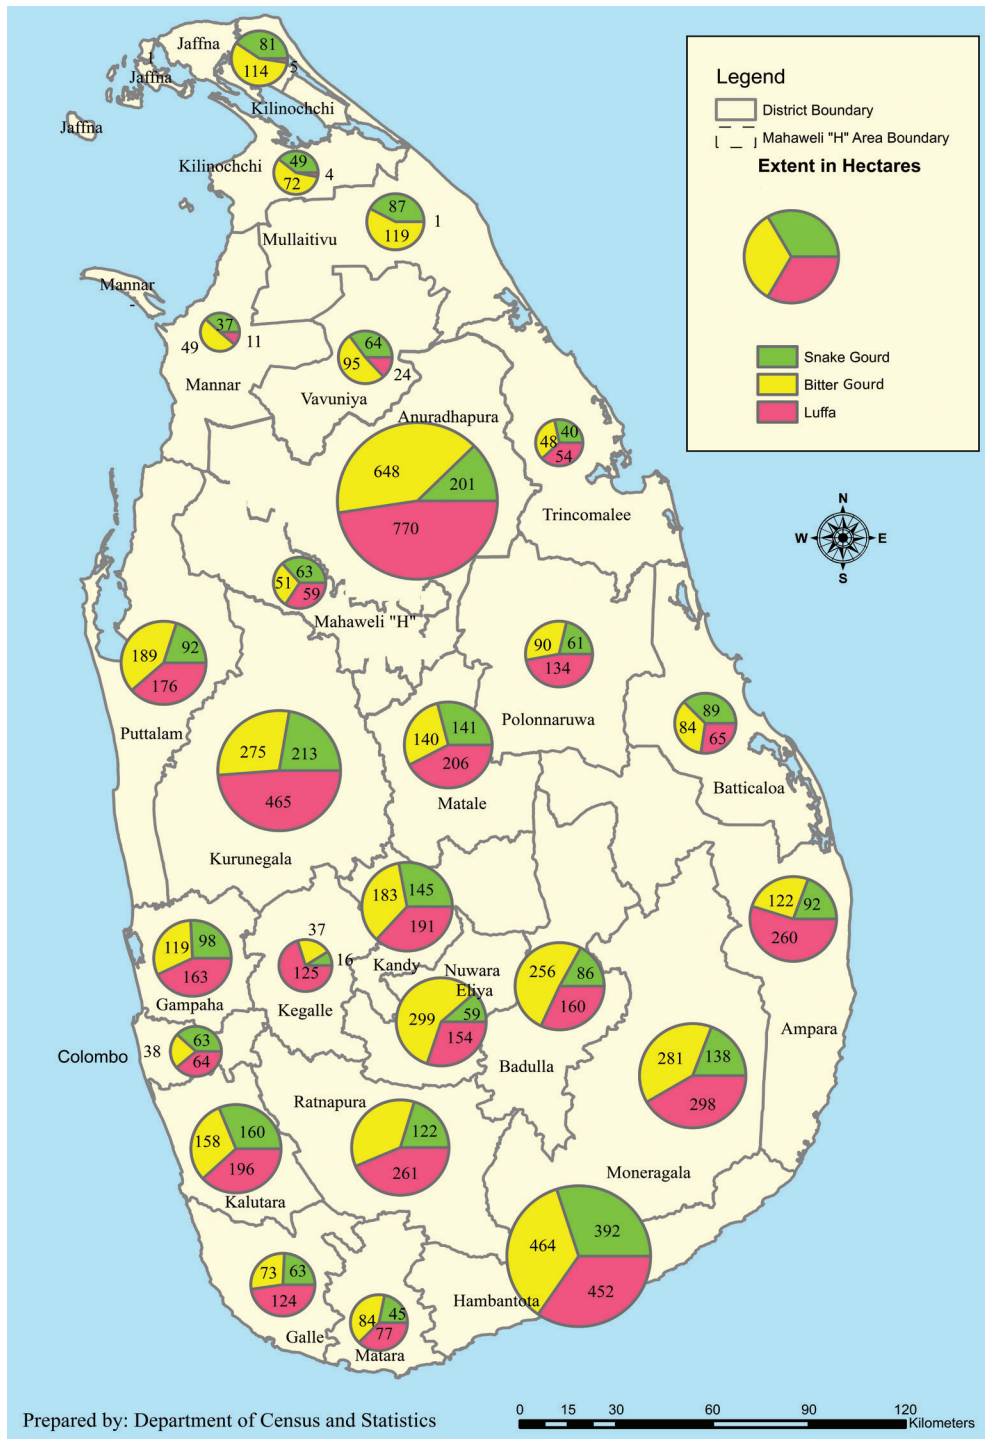 Jaffna
81
1
5
114
Jaffna
Kilinochchi
Jaffna
Kilinochchi
49
4
72
87
1
119
Mullaitivu
Mannar
-
37
49
11
Mannar
64
95
24
Vavuniya
Anuradhapura
648
201
770
40
48
54
Trincomalee
63
51
59
Mahaweli "H"
189
92
176
Puttalam
90
61
134
Polonnaruwa
275
213
465
Kurunegala
140
141
206
Matale
89
84
65
Batticaloa
183
145
191
Kandy
37
16
125
Kegalle
119
98
163
Gampaha
122
92
260
Ampara
Nuwara
Eliya
299
59
154
256
86
160
Badulla
Colombo
38
63
64
281
138
298
Moneragala
Ratnapura
122
261
158
160
196
Kalutara
464
392
452
Hambantota
73
63
124
Galle
84
45
77
Matara
Legend
District Boundary
Mahaweli "H" Area Boundary
Extent in Hectares
Snake Gourd
Bitter Gourd
Luffa
N
W E
S
Prepared by: Department of Census and Statistics
0 15 30 60 90 120
Kilometers